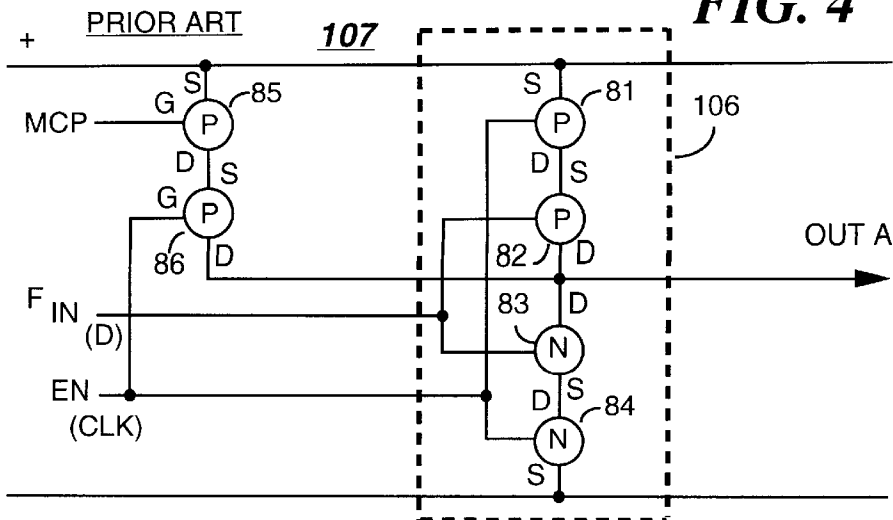 FIG. 4
PRIOR ART
107
+
S
G
85
MCP
P
D
S
G
P
86
D
S
81
P
D
S
P
82
D
106
OUT A
F IN
(D)
83
D
N
S
EN
(CLK)
D
84
N
S